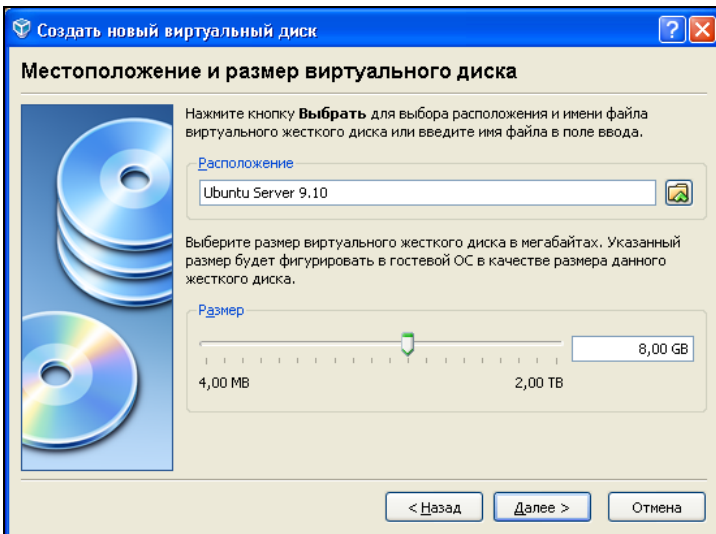 Создать новый виртуальный диск
Местоположение и размер виртуального диска
Нажмите кнопку Выбрать для выбора расположения и имени файла
виртуального жесткого диска или введите имя файла в поле ввода.
Расположение
Ubuntu Server 9.10
Выберите размер виртуального жесткого диска в мегабайтах. Указанный
размер будет фигурировать в гостевой ОС в качестве размера данного
жесткого диска.
Размер
8,00 GB
4,00 MB 2,00 TB
< Назад Далее > Отмена